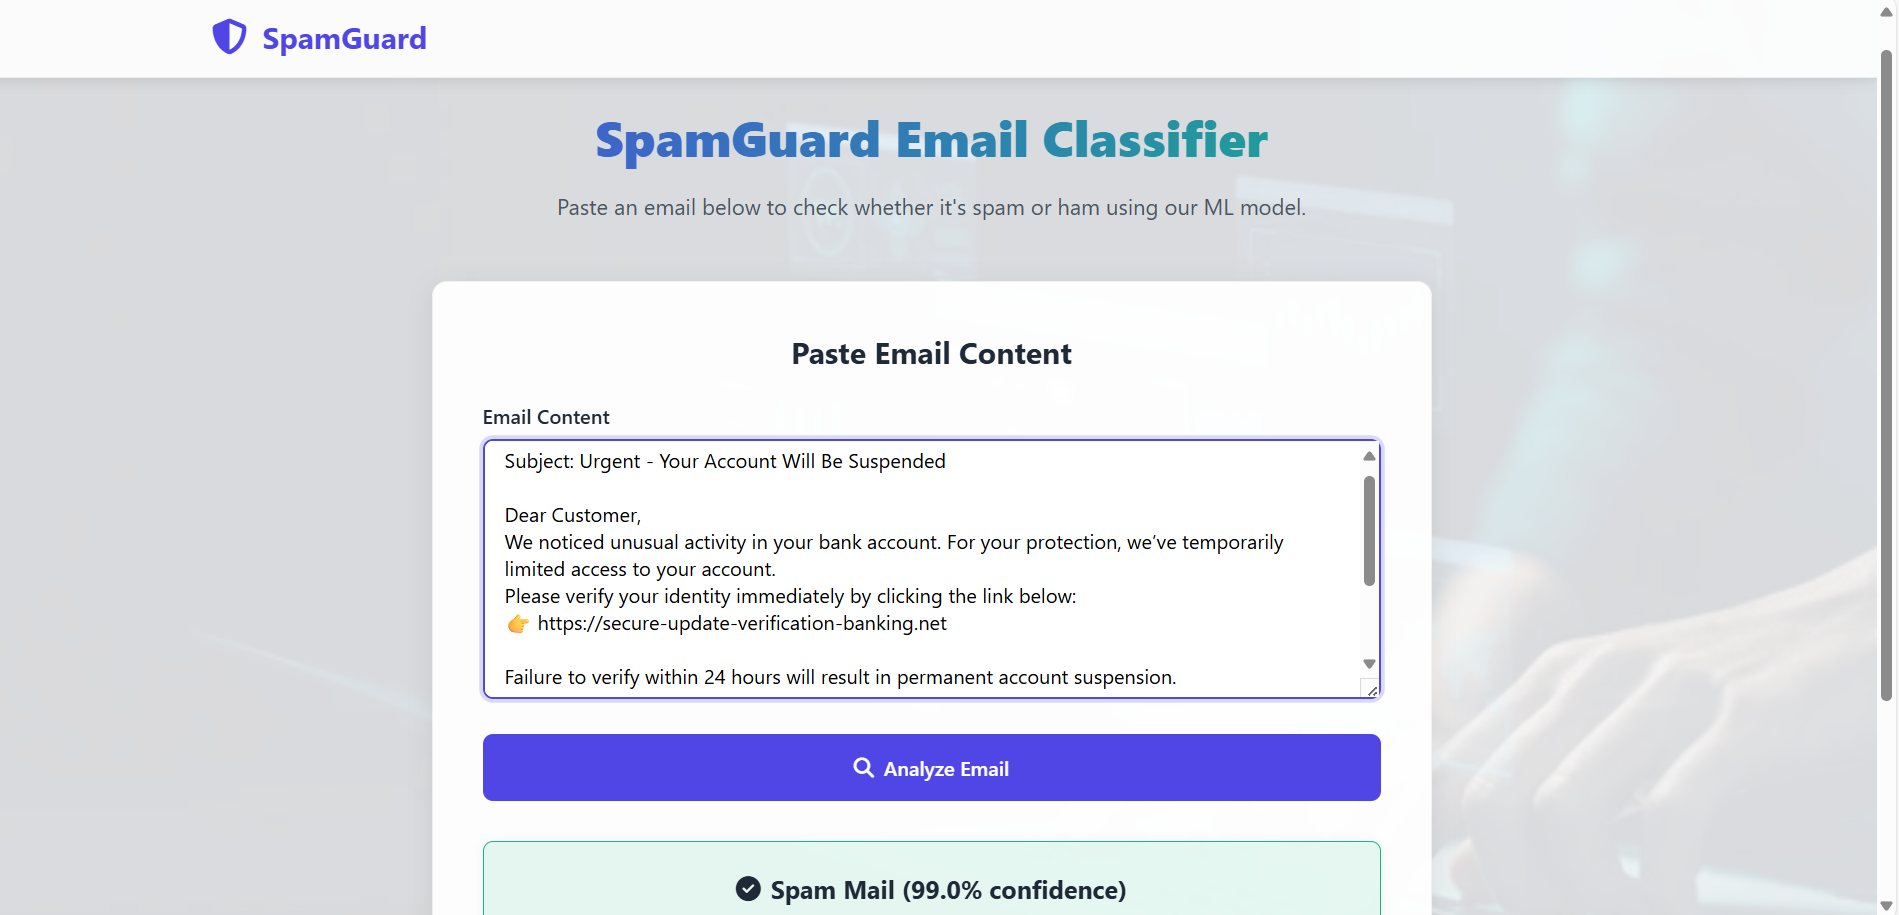 SpamGuard
SpamGuard Email Classifier
Paste an email below to check whether it's spam or ham using our ML model.
Paste Email Content
Email Content
Subject: Urgent - Your Account Will Be Suspended
Dear Customer,
We noticed unusual activity in your bank account. For your protection, we’ve temporarily
limited access to your account.
Please verify your identity immediately by clicking the link below:
👉 https://secure-update-verification-banking.net
Failure to verify within 24 hours will result in permanent account suspension.
Analyze Email
Spam Mail (99.0% confidence)